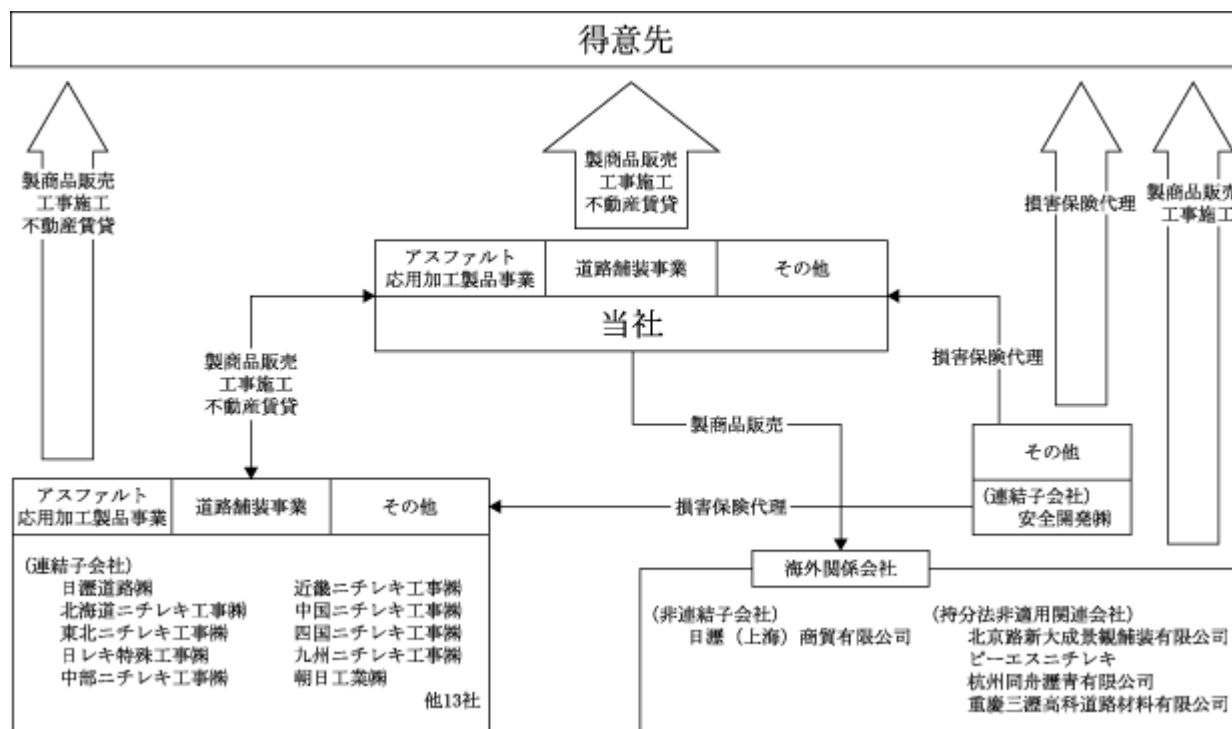 得意先
製商品販売
工事施工
不動産賃貸
製商品販売
工事施工
不動産賃貸
損害保険代理
製商品販売
工事施工
アスファルト
応用加工製品事業
道路舗装事業
その他
当社
製商品販売
工事施工
不動産賃貸
損害保険代理
製商品販売
その他
(連結子会社)
安全開発㈱
損害保険代理
アスファルト
応用加工製品事業
道路舗装事業
その他
(連結子会社)
日瀝道路㈱
北海道ニチレキ工事㈱
東北ニチレキ工事㈱
日レキ特殊工事㈱
中部ニチレキ工事㈱
近畿ニチレキ工事㈱
中国ニチレキ工事㈱
四国ニチレキ工事㈱
九州ニチレキ工事㈱
朝日工業㈱
他13社
海外関係会社
(非連結子会社)
日瀝（上海）商貿有限公司
(持分法非適用関連会社)
北京路新大成景観舗装有限公司
ピーエスニチレキ
杭州同舟瀝青有限公司
重慶三瀝高科道路材料有限公司